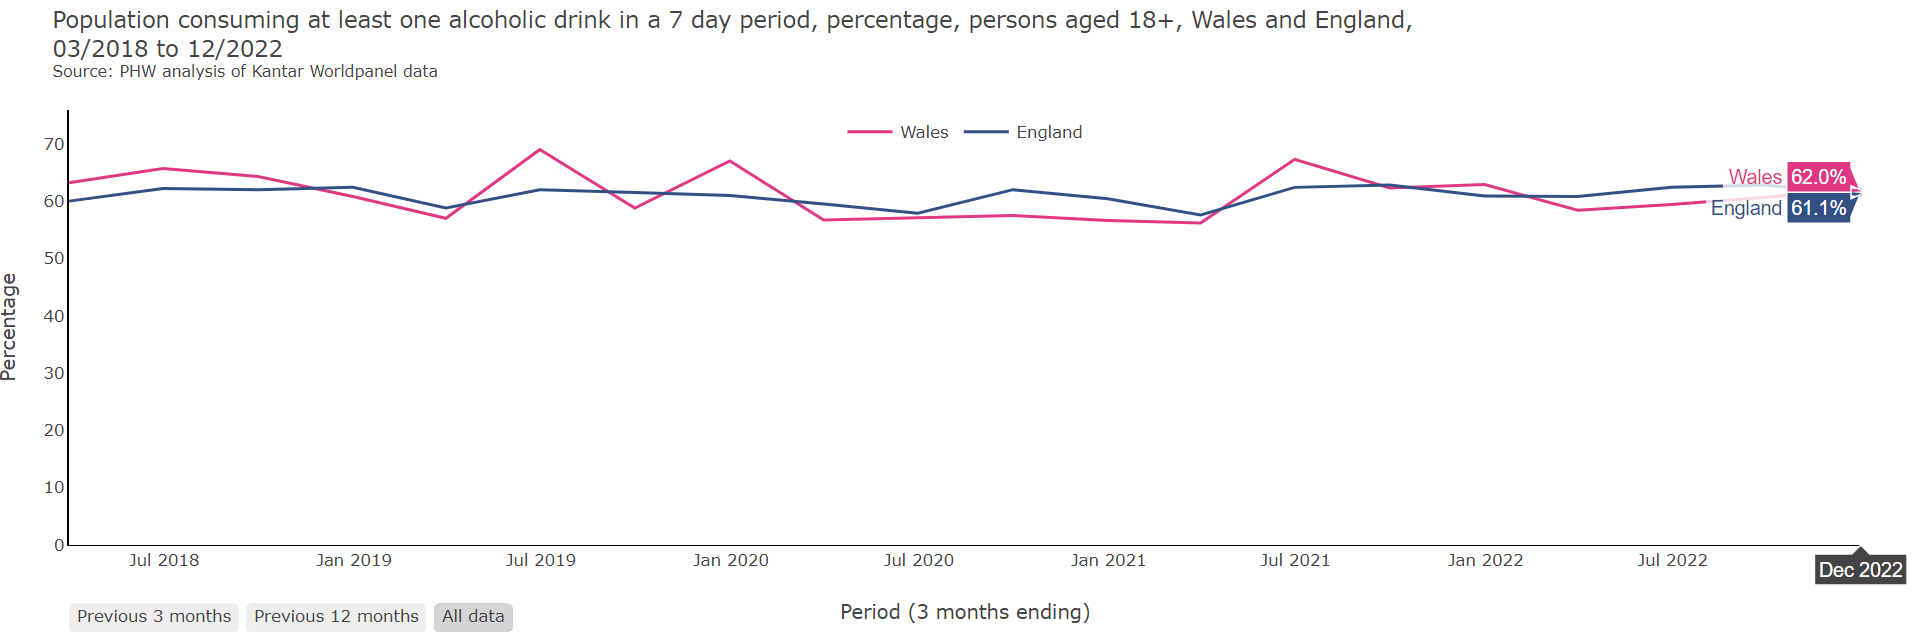 Population consuming at least one alcoholic drink in a 7 day period, percentage, persons aged 18+, Wales and England,
03/2018 to 12/2022
Source: PHW analysis of Kantar Worldpanel data
Wales
England
70
60
50
40
30
20
10
0
Percentage
Wales 62.0%
England 61.1%
Jul 2018
Jan 2019
Jul 2019
Jan 2020
Jul 2020
Jan 2021
Jul 2021
Jan 2022
Jul 2022
Dec 2022
Period (3 months ending)
Previous 3 months
Previous 12 months
All data